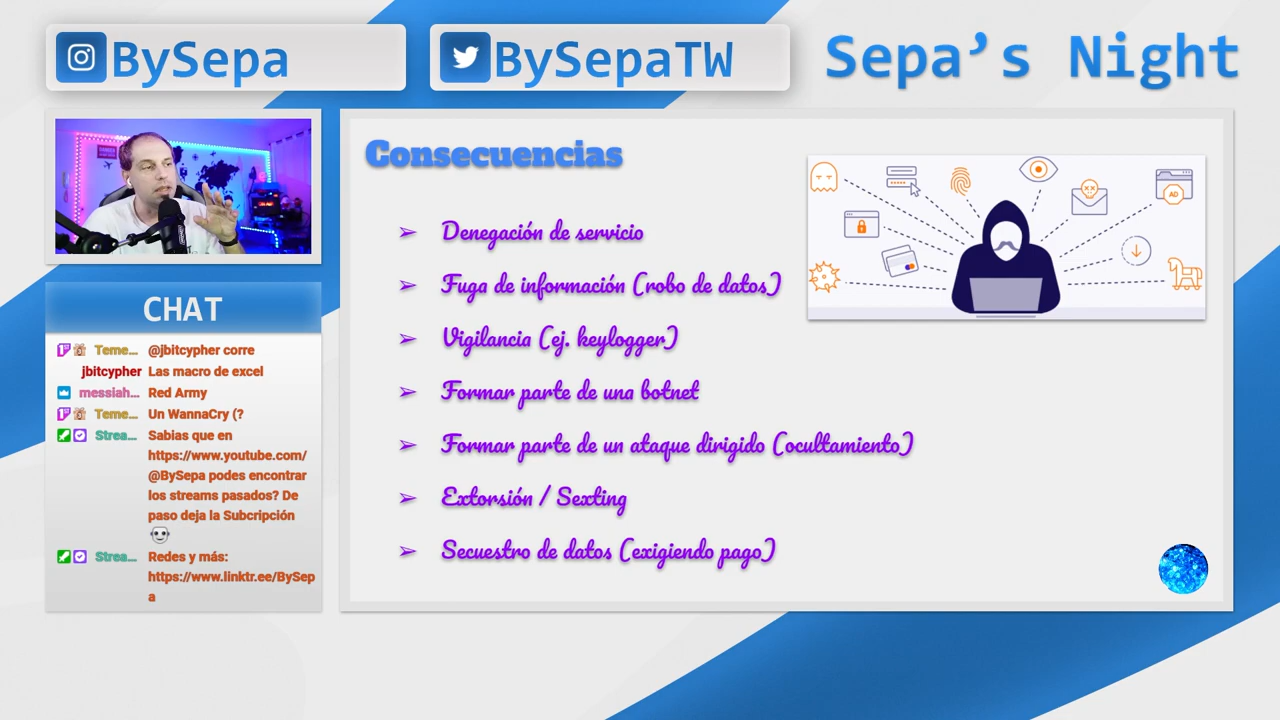 BySepa
BySepaTW
Sepa's Night
CHAT
Teme... @jbitcypher corre
jbitcypher Las macro de excel
messiah... Red Army
Teme... Un WannaCry (?
Strea... Sabias que en
https://www.youtube.com/
@BySepa podes encontrar
los streams pasados? De
paso deja la Subcripción
Strea... Redes y más:
https://www.linktr.ee/BySep
a
Consecuencias
➢ Denegación de servicio
➢ Fuga de información (robo de datos)
➢ Vigilancia (ej. keylogger)
➢ Formar parte de una botnet
➢ Formar parte de un ataque dirigido (ocultamiento)
➢ Extorsión / Sexting
➢ Secuestro de datos (exigiendo pago)
AD